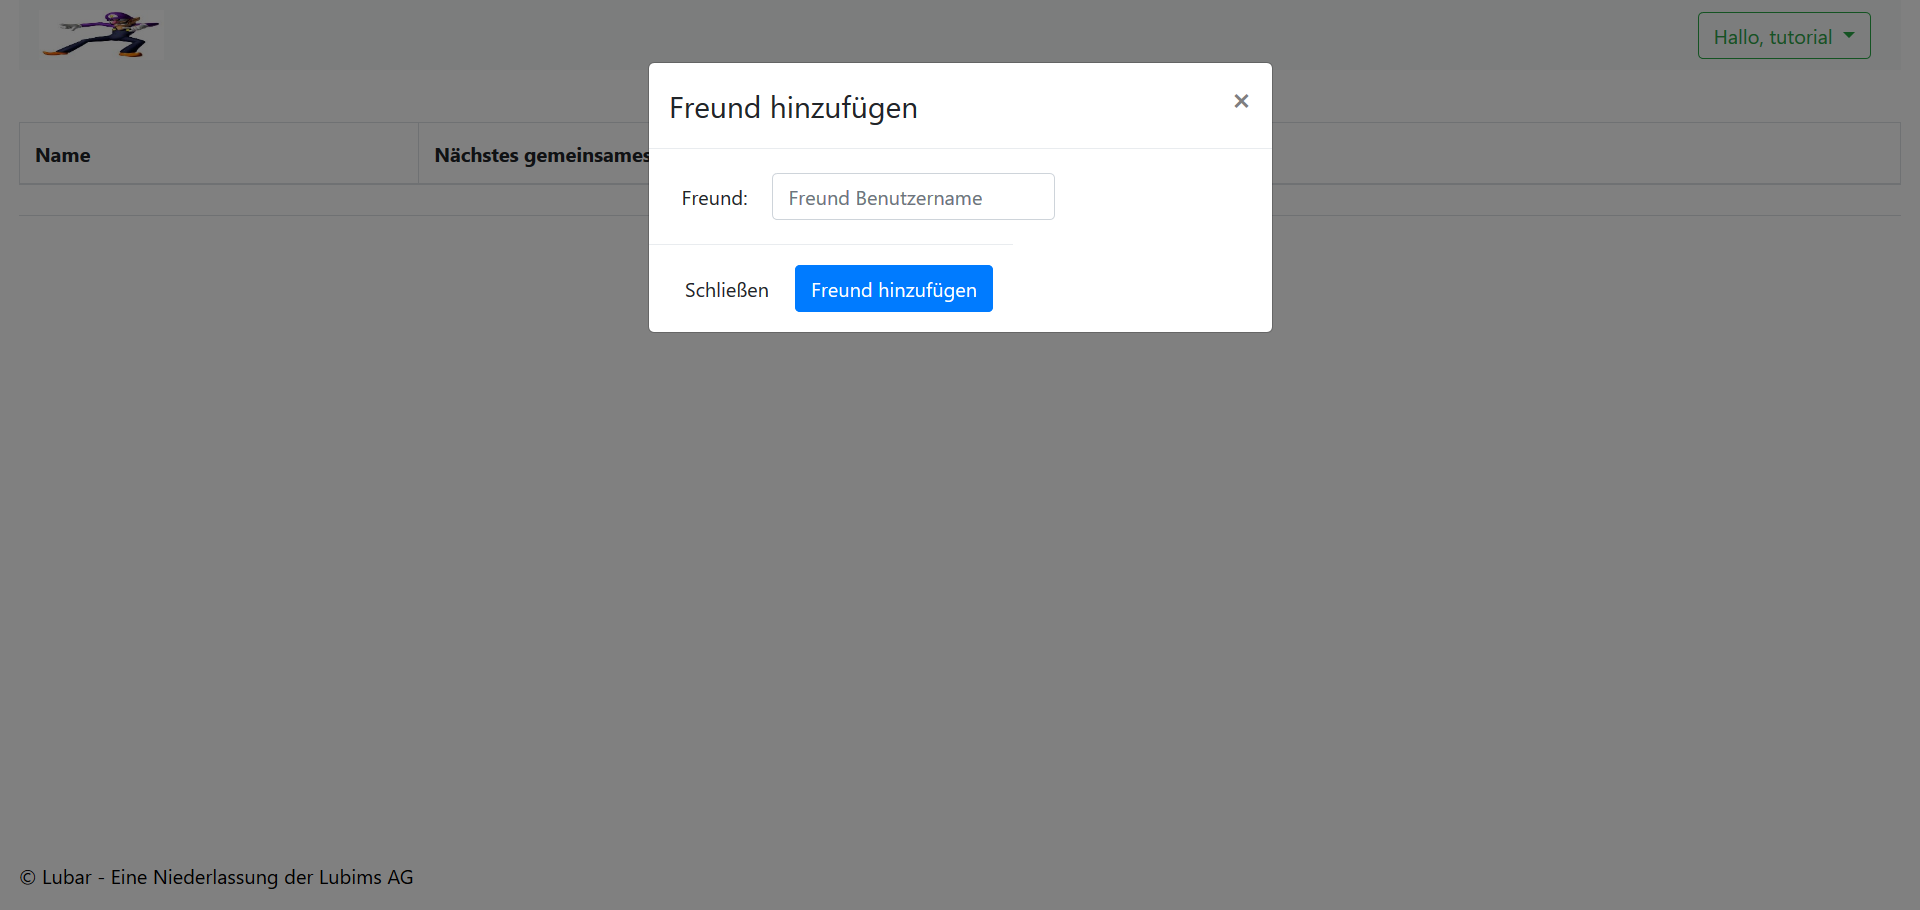 Hallo, tutorial
Freund hinzufügen
×
Name
Nächstes gemeinsames
Freund:
Freund Benutzername
Schließen
Freund hinzufügen
© Lubar - Eine Niederlassung der Lubims AG